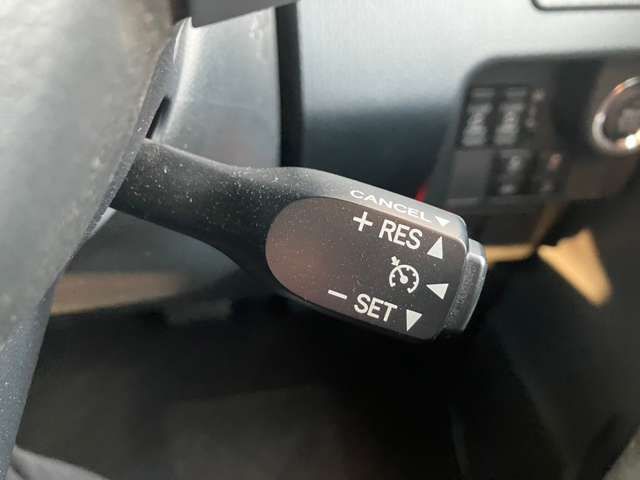 CANCEL ▼
+ RES ▲
◀
− SET ▼